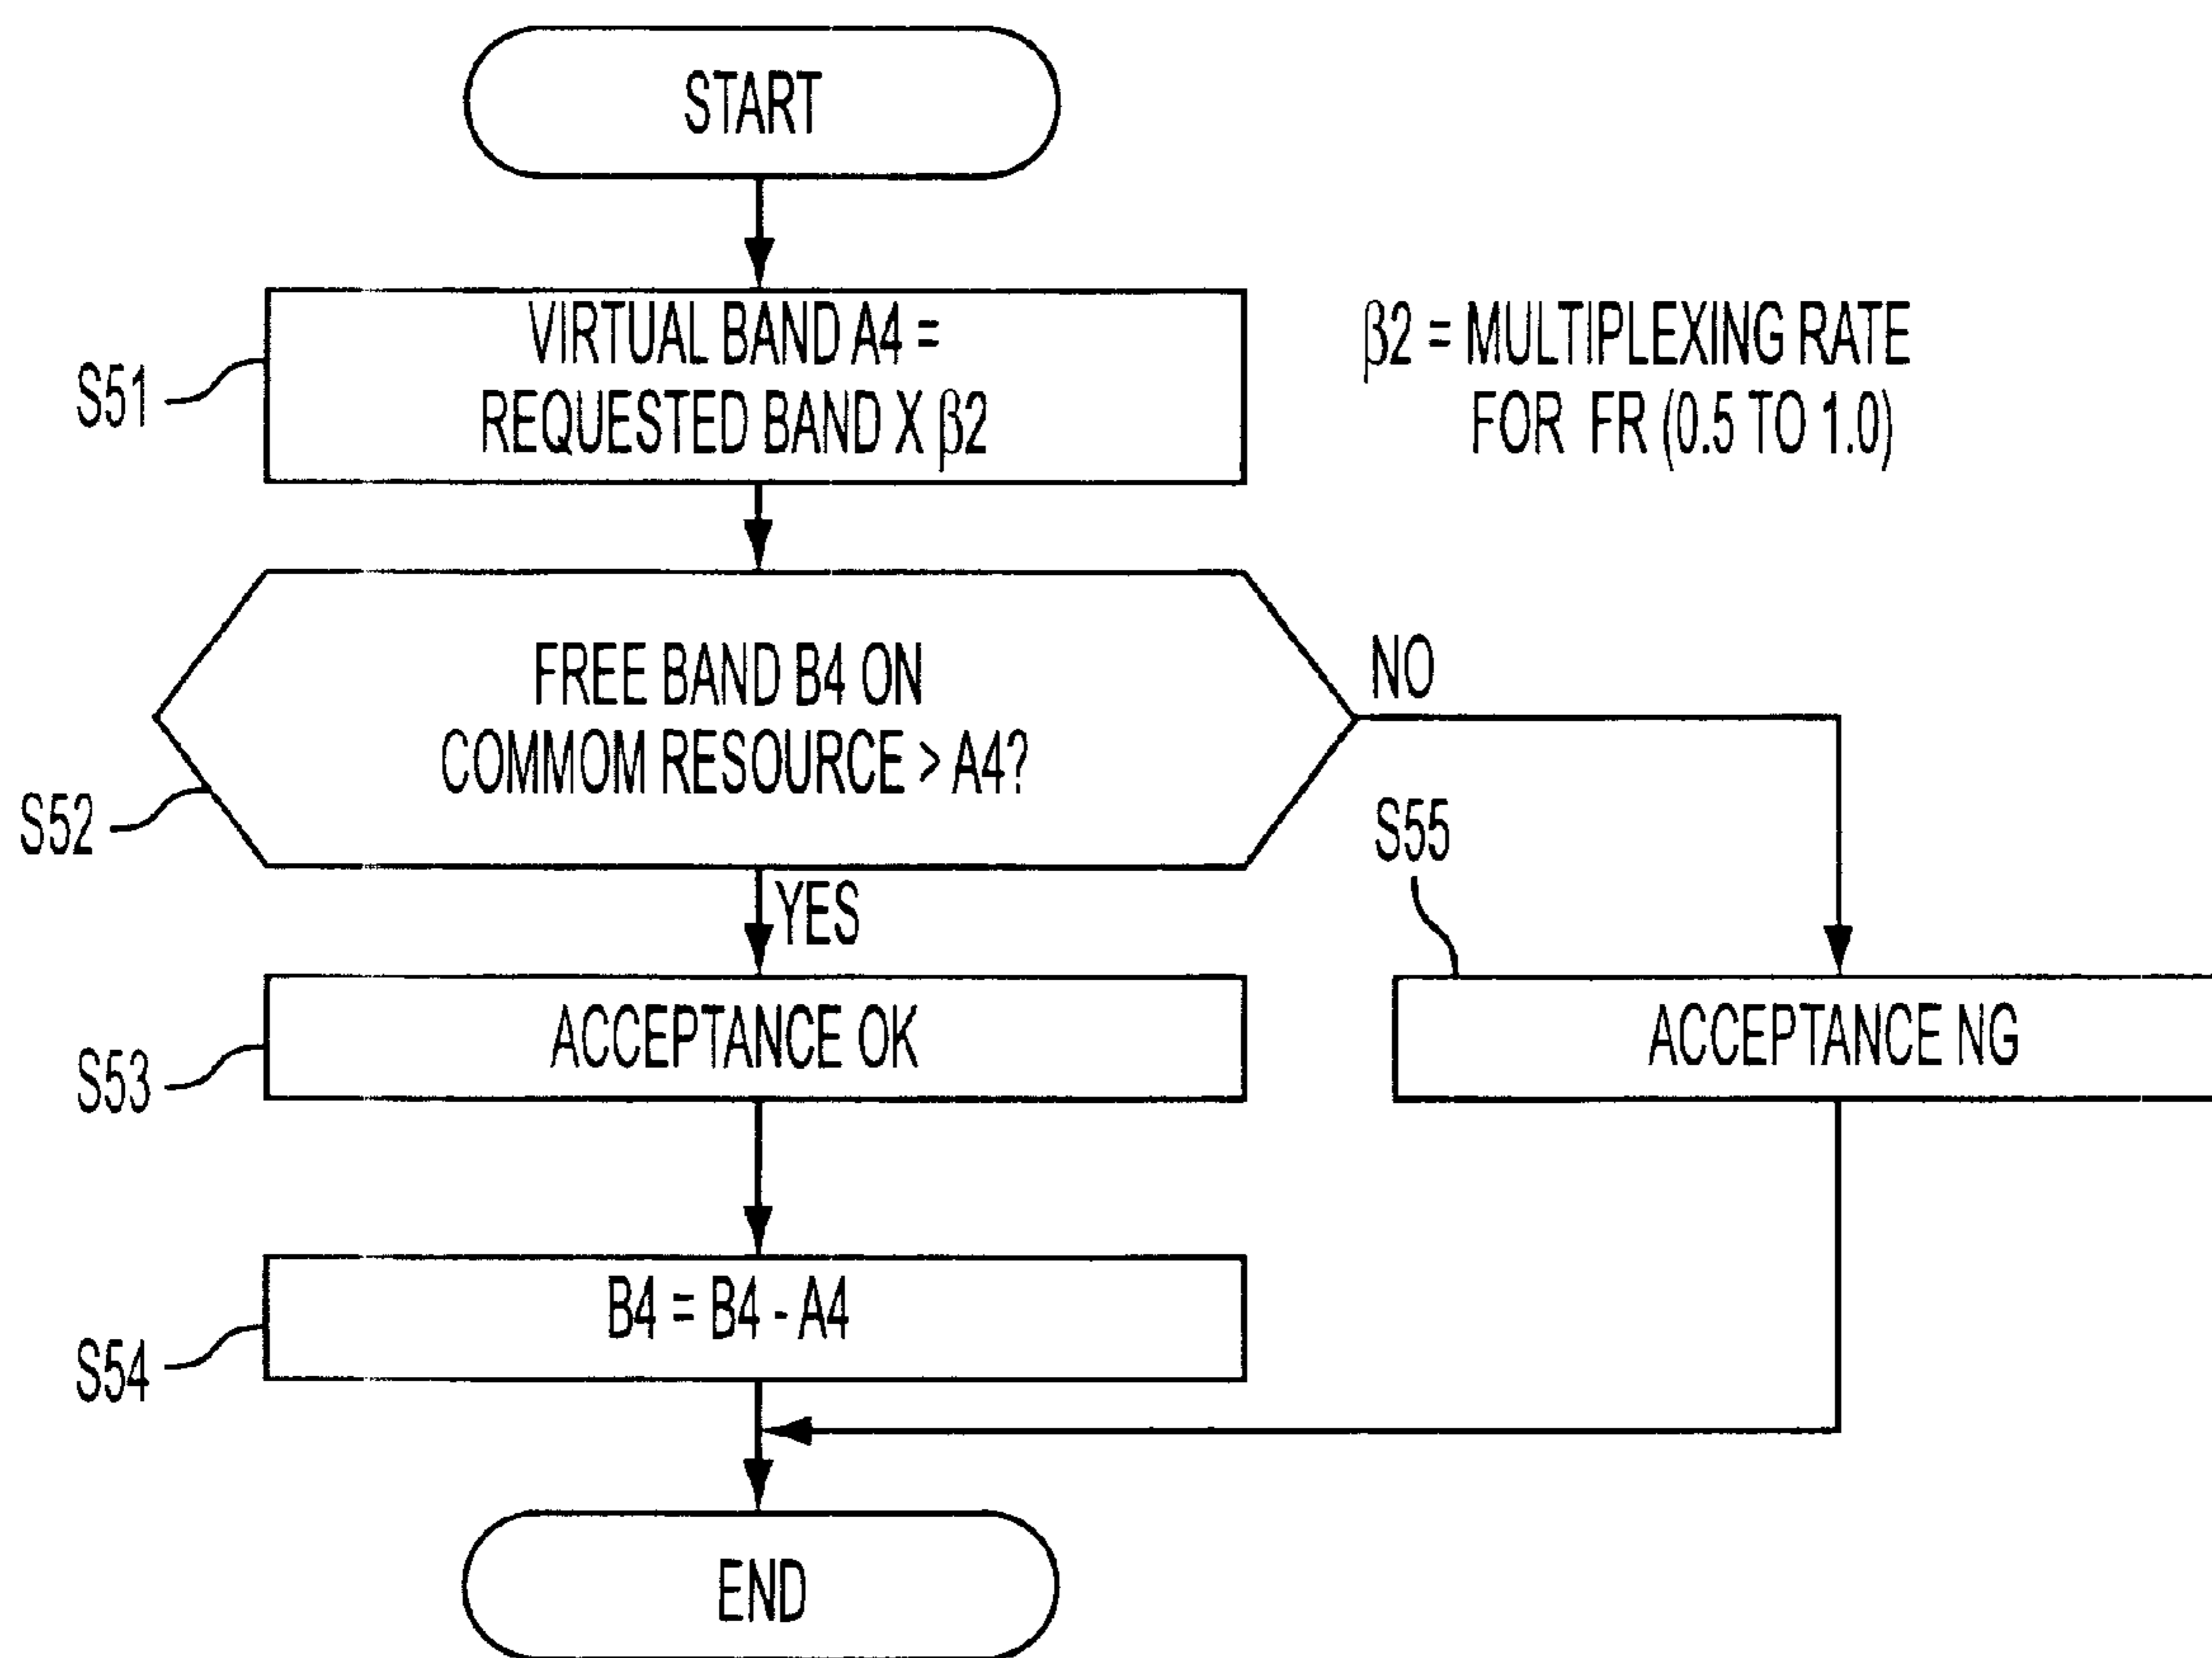 START
VIRTUAL BAND A4 =
REQUESTED BAND X β2
S51
β2 = MULTIPLEXING RATE
FOR FR (0.5 TO 1.0)
FREE BAND B4 ON
COMMOM RESOURCE > A4?
S52
NO
YES
S55
ACCEPTANCE OK
S53
ACCEPTANCE NG
B4 = B4 - A4
S54
END